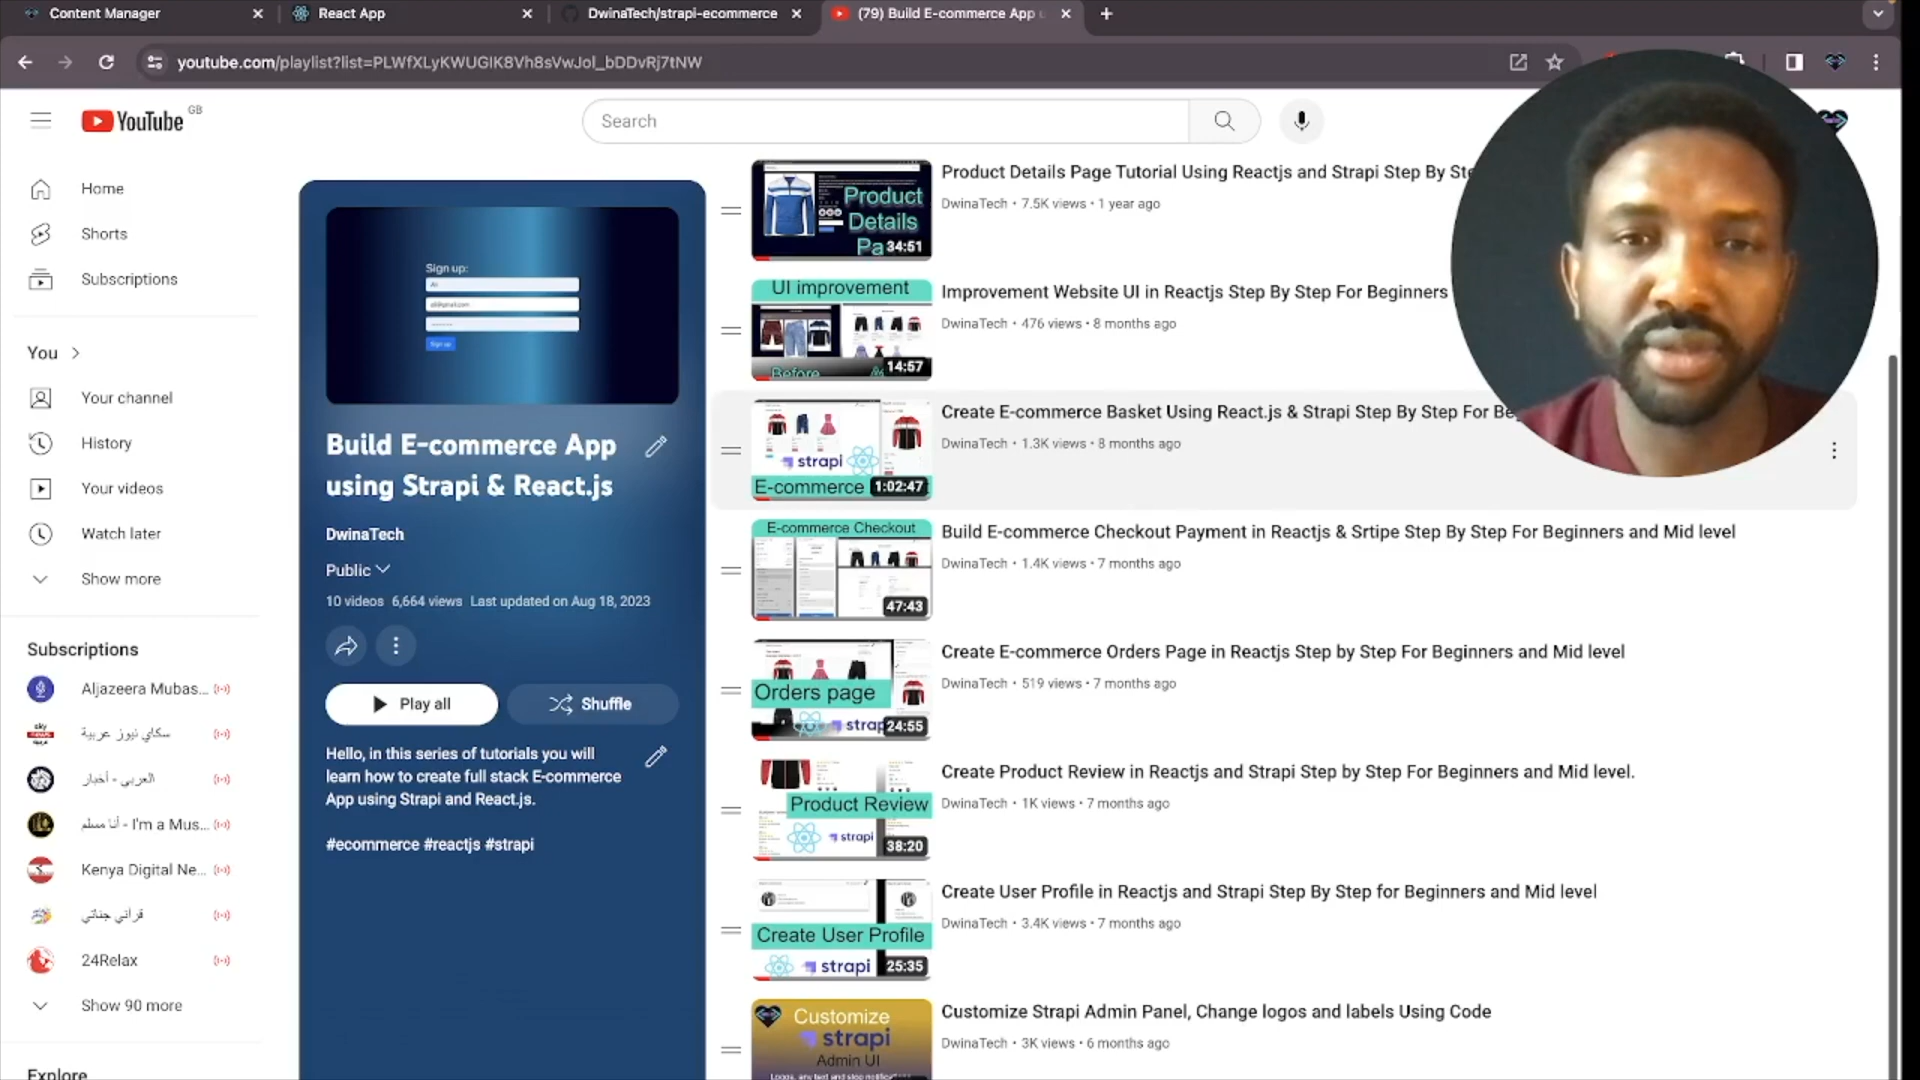 Content Manager
React App
DwinaTech/strapi-ecommerce
(79) Build E-commerce App
youtube.com/playlist?list=PLWfXLyKWUGlK8Vh8sVwJol_bDDvRj7tNW
YouTube GB
Search
Home
Shorts
Subscriptions
You
Your channel
History
Your videos
Watch later
Show more
Subscriptions
Aljazeera Mubas...
سكاي نيوز عربية
العربي - أخبار
أنا مسلم - I'm a Mus...
Kenya Digital Ne...
قرآني جناتي
24Relax
Show 90 more
Explore
Sign up:
Ali
ali@gmail.com
Sign up
Build E-commerce App
using Strapi & React.js
DwinaTech
Public
10 videos 6,664 views Last updated on Aug 18, 2023
Play all
Shuffle
Hello, in this series of tutorials you will
learn how to create full stack E-commerce
App using Strapi and React.js.
#ecommerce #reactjs #strapi
Product
Details
Pa
34:51
Product Details Page Tutorial Using Reactjs and Strapi Step By Ste
DwinaTech • 7.5K views • 1 year ago
UI improvement
Before
14:57
Improvement Website UI in Reactjs Step By Step For Beginners
DwinaTech • 476 views • 8 months ago
strapi
E-commerce
1:02:47
Create E-commerce Basket Using React.js & Strapi Step By Step For Be
DwinaTech • 1.3K views • 8 months ago
E-commerce Checkout
47:43
Build E-commerce Checkout Payment in Reactjs & Srtipe Step By Step For Beginners and Mid level
DwinaTech • 1.4K views • 7 months ago
Orders page
strap
24:55
Create E-commerce Orders Page in Reactjs Step by Step For Beginners and Mid level
DwinaTech • 519 views • 7 months ago
Product Review
strapi
38:20
Create Product Review in Reactjs and Strapi Step by Step For Beginners and Mid level.
DwinaTech • 1K views • 7 months ago
Create User Profile
strapi
25:35
Create User Profile in Reactjs and Strapi Step By Step for Beginners and Mid level
DwinaTech • 3.4K views • 7 months ago
Customize
strapi
Admin UI
Customize Strapi Admin Panel, Change logos and labels Using Code
DwinaTech • 3K views • 6 months ago